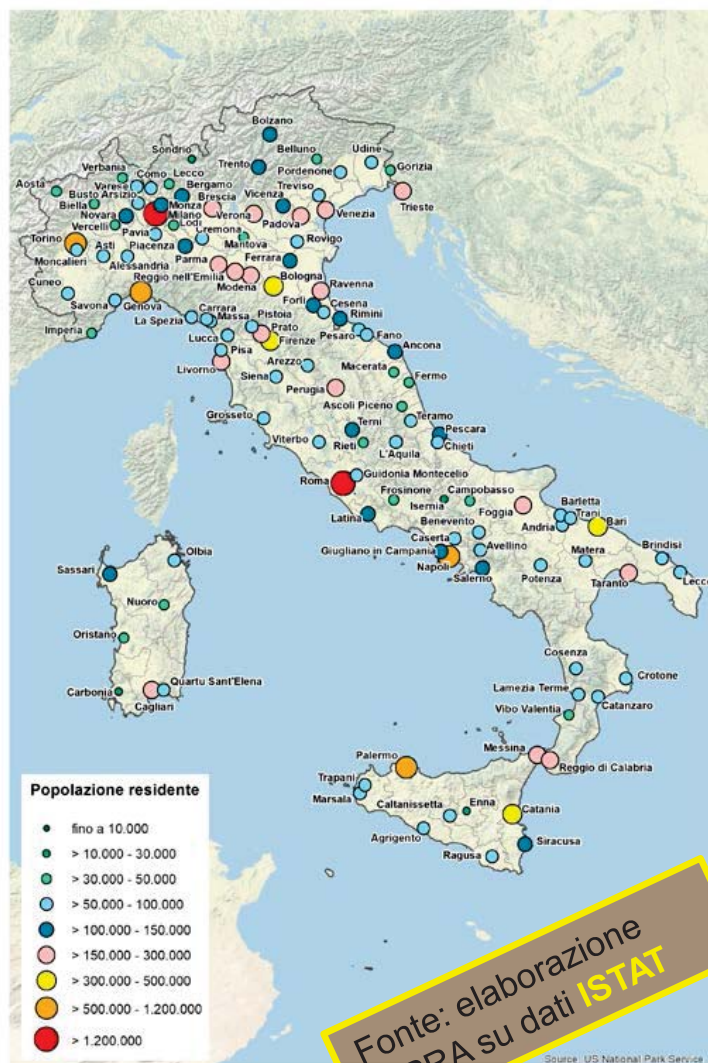 Bolzano
Sondrio
Belluno
Udine
Verbania
Como
Lecco
Trento
Pordenone
Gorizia
Aosta
Varese
Bergamo
Treviso
Busto Arsizio
Brescia
Vicenza
Biella
Monza
Verona
Venezia
Trieste
Novara
Milano
Padova
Vercelli
Lodi
Cremona
Torino
Pavia
Mantova
Rovigo
Asti
Piacenza
Ferrara
Moncalieri
Parma
Alessandria
Reggio nell'Emilia
Bologna
Cuneo
Modena
Ravenna
Savona
Genova
Carrara
Forlì
Cesena
La Spezia
Massa
Pistoia
Rimini
Imperia
Prato
Lucca
Firenze
Pesaro
Fano
Pisa
Arezzo
Ancona
Livorno
Siena
Macerata
Perugia
Fermo
Ascoli Piceno
Grosseto
Terni
Teramo
Viterbo
Rieti
Pescara
L'Aquila
Chieti
Roma
Guidonia Montecelio
Frosinone
Campobasso
Isernia
Foggia
Barletta
Trani
Latina
Benevento
Andria
Bari
Caserta
Giugliano in Campania
Avellino
Matera
Brindisi
Napoli
Salerno
Potenza
Taranto
Lecce
Olbia
Sassari
Nuoro
Oristano
Carbonia
Quartu Sant'Elena
Cagliari
Cosenza
Crotone
Lamezia Terme
Vibo Valentia
Catanzaro
Messina
Palermo
Reggio di Calabria
Trapani
Marsala
Caltanissetta
Enna
Catania
Agrigento
Siracusa
Ragusa
Popolazione residente
fino a 10.000
> 10.000 - 30.000
> 30.000 - 50.000
> 50.000 - 100.000
> 100.000 - 150.000
> 150.000 - 300.000
> 300.000 - 500.000
> 500.000 - 1.200.000
> 1.200.000
Fonte: elaborazione
su dati ISTAT
Source: US National Park Service